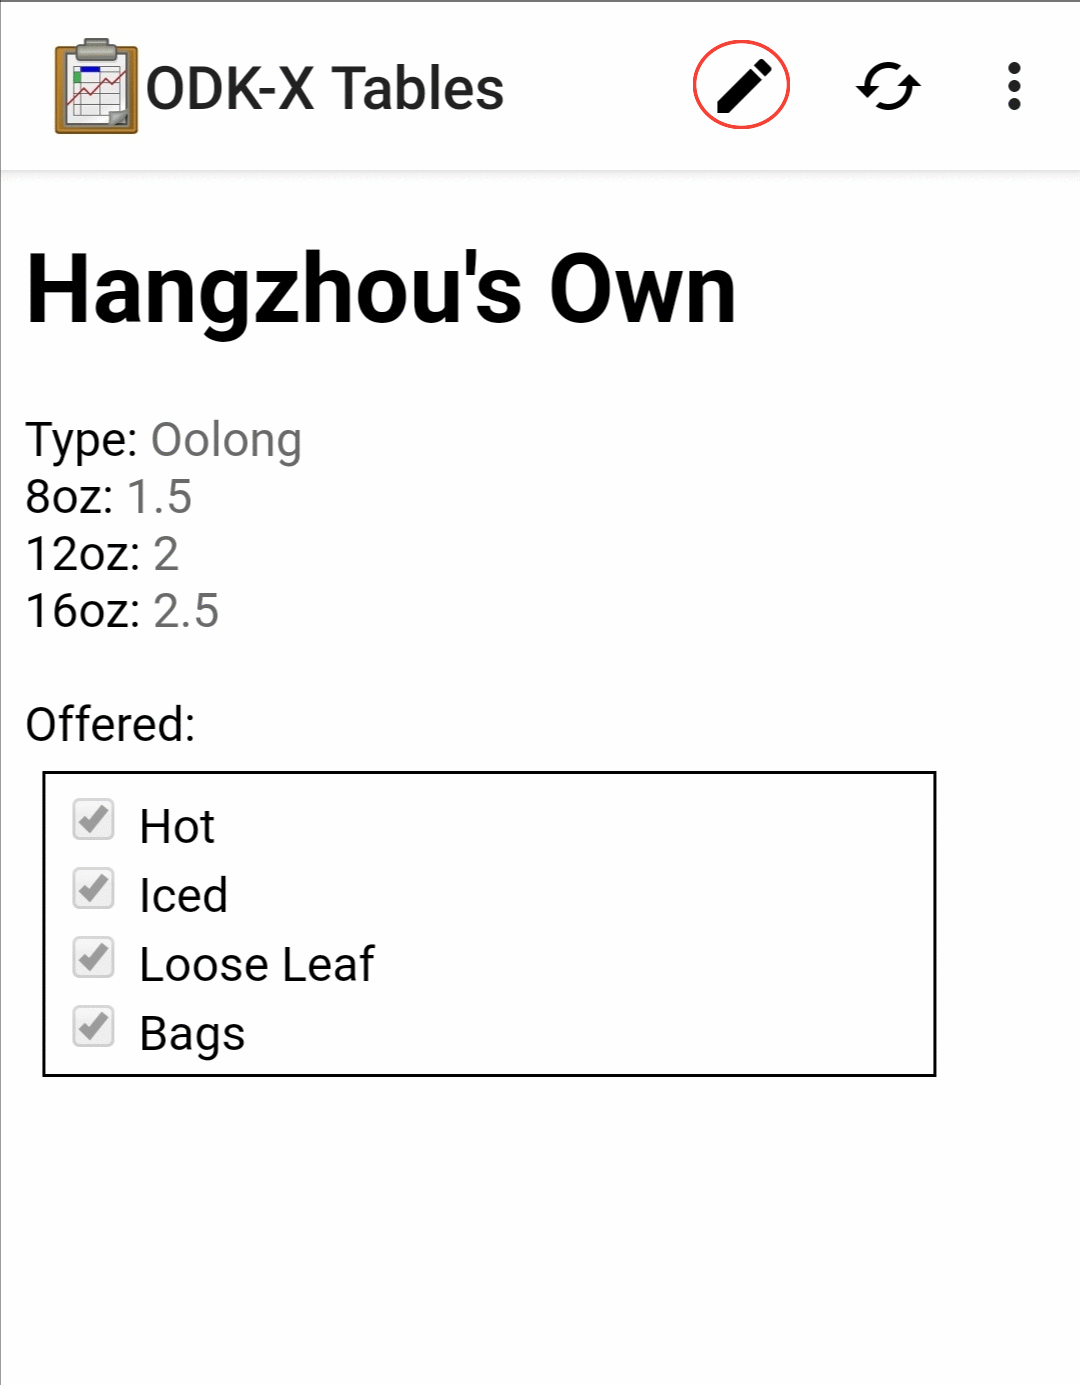 ODK-X Tables
Hangzhou's Own
Type: Oolong
8oz: 1.5
12oz: 2
16oz: 2.5
Offered:
Hot
Iced
Loose Leaf
Bags